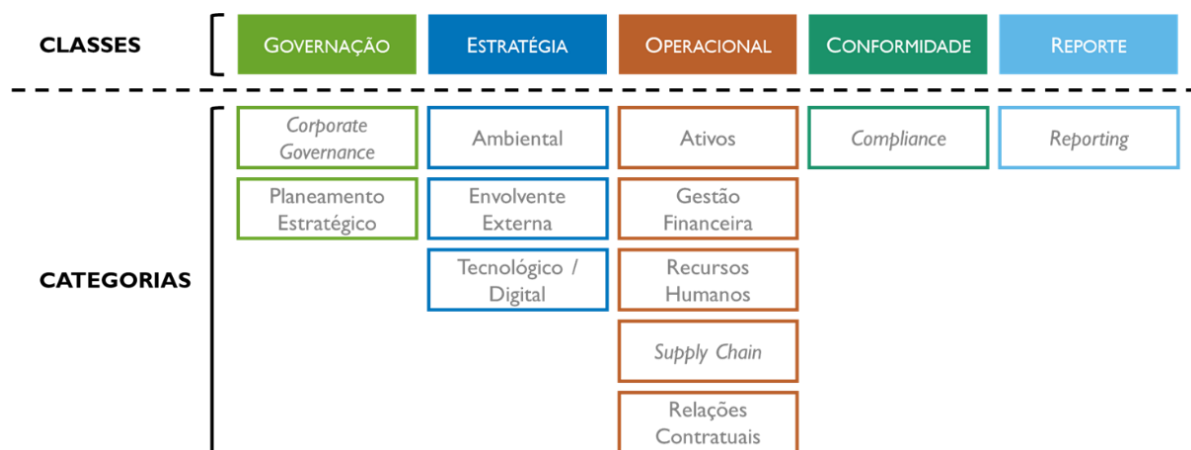 CLASSES
GOVERNAÇÃO
ESTRATÉGIA
OPERACIONAL
CONFORMIDADE
REPORTE
CATEGORIAS
Corporate
Governance
Planeamento
Estratégico
Ambiental
Envolvente
Externa
Tecnológico /
Digital
Ativos
Gestão
Financeira
Recursos
Humanos
Supply Chain
Relações
Contratuais
Compliance
Reporting